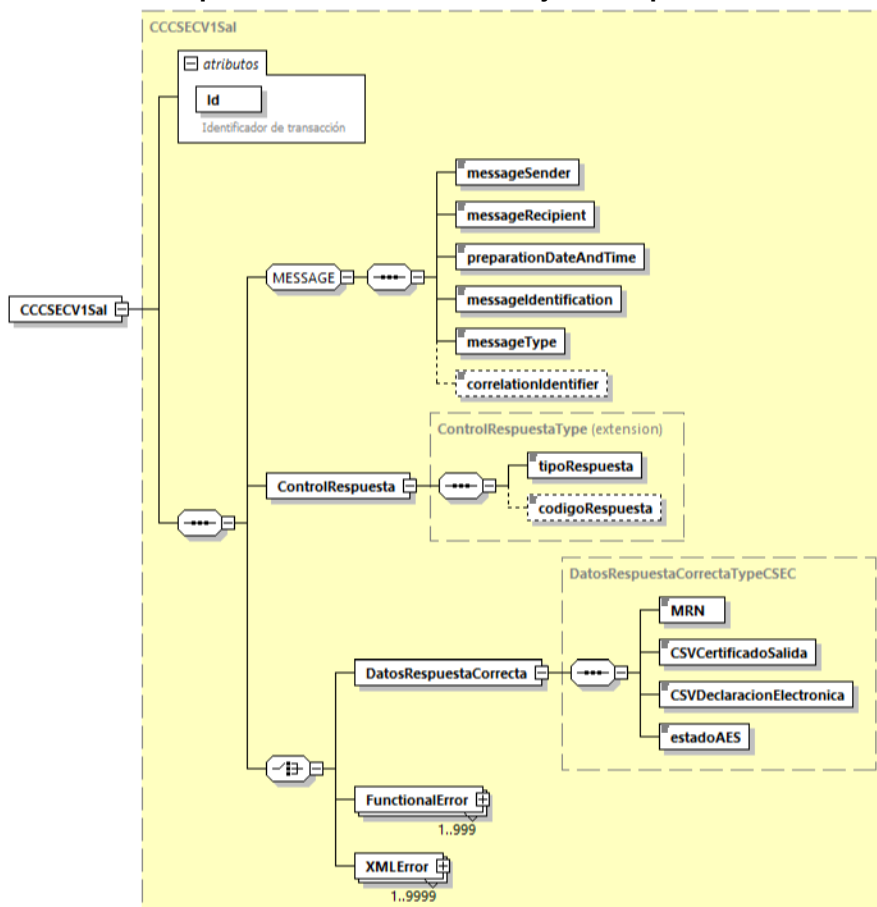 CCCSECV1Sal
atributos
Id
Identificador de transacción
messageSender
messageRecipient
MESSAGE
preparationDateAndTime
messageIdentification
CCCSECV1Sal
messageType
correlationIdentifier
ControlRespuestaType (extension)
tipoRespuesta
ControlRespuesta
codigoRespuesta
DatosRespuestaCorrectaTypeCSEC
MRN
CSVCertificadoSalida
DatosRespuestaCorrecta
CSVDeclaracionElectronica
estadoAES
FunctionalError
1..999
XMLError
1..9999